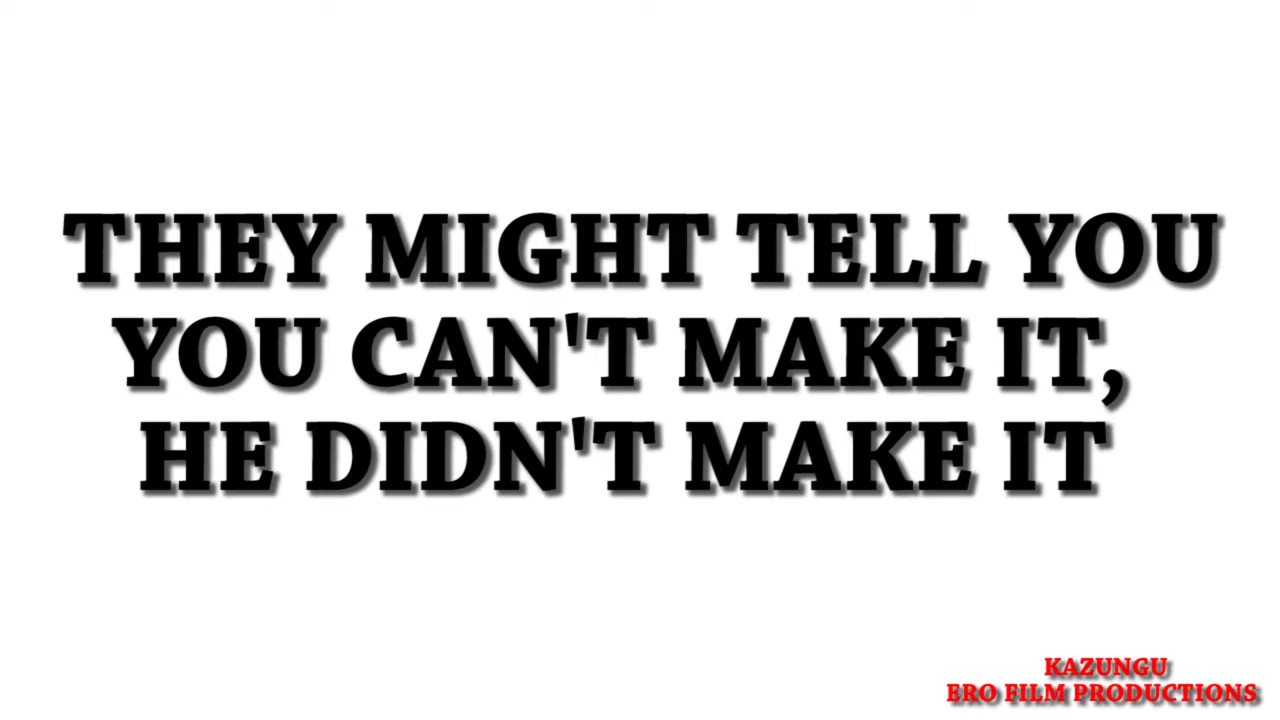 THEY MIGHT TELL YOU
YOU CAN'T MAKE IT,
HE DIDN'T MAKE IT
KAZUNGU
ERO FILM PRODUCTIONS